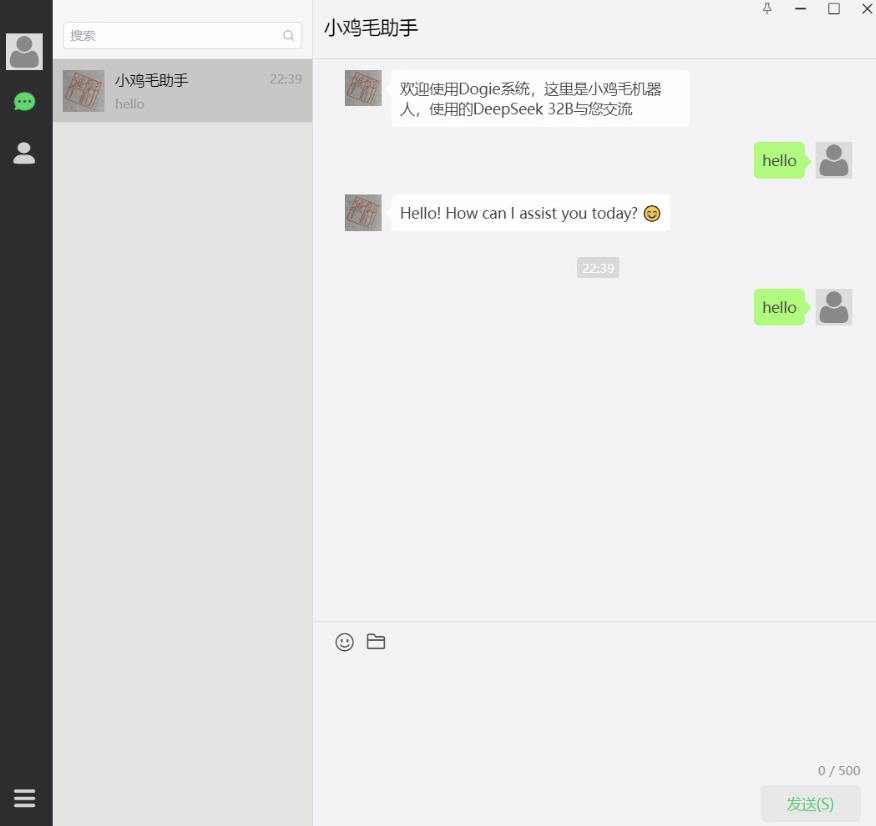 搜索
小鸡毛助手
22:39
hello
小鸡毛助手
欢迎使用Dogie系统，这里是小鸡毛机器
人，使用的DeepSeek 32B与您交流
hello
Hello! How can I assist you today? 😊
22:39
hello
0 / 500
发送(S)